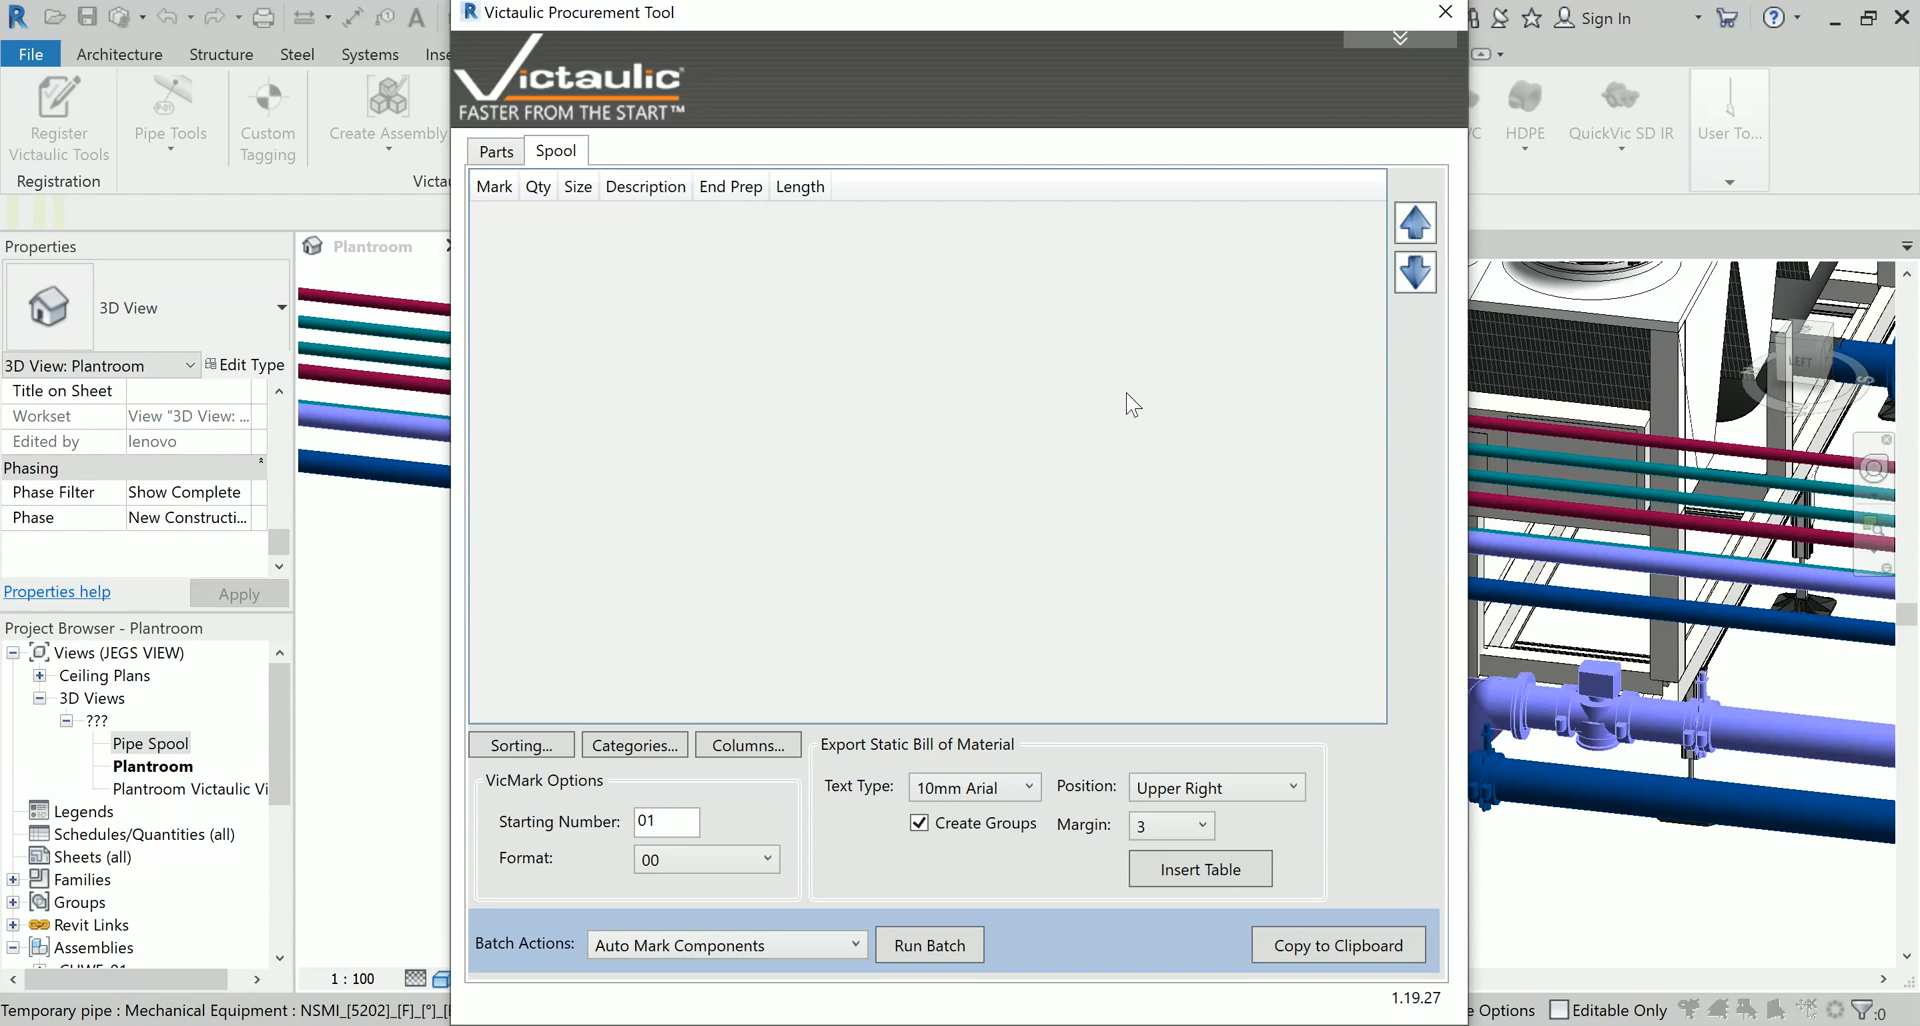 Victaulic Procurement Tool
Sign In
File
Architecture
Structure
Steel
Systems
Victaulic
FASTER FROM THE START™
Register
Victaulic Tools
Pipe Tools
Custom
Tagging
Create Assembly
HDPE
QuickVic SD IR
User To...
Registration
Parts
Spool
Mark
Qty
Size
Description
End Prep
Length
Properties
Plantroom
3D View
3D View: Plantroom
Edit Type
Title on Sheet
Workset
View "3D View: ...
Edited by
lenovo
Phasing
Phase Filter
Show Complete
Phase
New Constructi...
Properties help
Apply
LEFT
Project Browser - Plantroom
Views (JEGS VIEW)
Ceiling Plans
3D Views
???
Pipe Spool
Plantroom
Plantroom Victaulic Vi
Legends
Schedules/Quantities (all)
Sheets (all)
Families
Groups
Revit Links
Assemblies
Sorting...
Categories...
Columns...
VicMark Options
Starting Number:
01
Format:
00
Export Static Bill of Material
Text Type:
10mm Arial
Position:
Upper Right
Create Groups
Margin:
3
Insert Table
Batch Actions:
Auto Mark Components
Run Batch
Copy to Clipboard
1.19.27
1 : 100
Temporary pipe : Mechanical Equipment : NSMI_[5202]_[F]_[°]_[
Options
Editable Only
:0